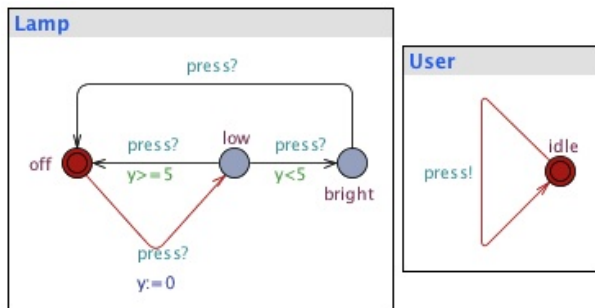 Lamp
press?
low
press?
press?
off
y>=5
y<5
bright
press?
y:=0
User
idle
press!